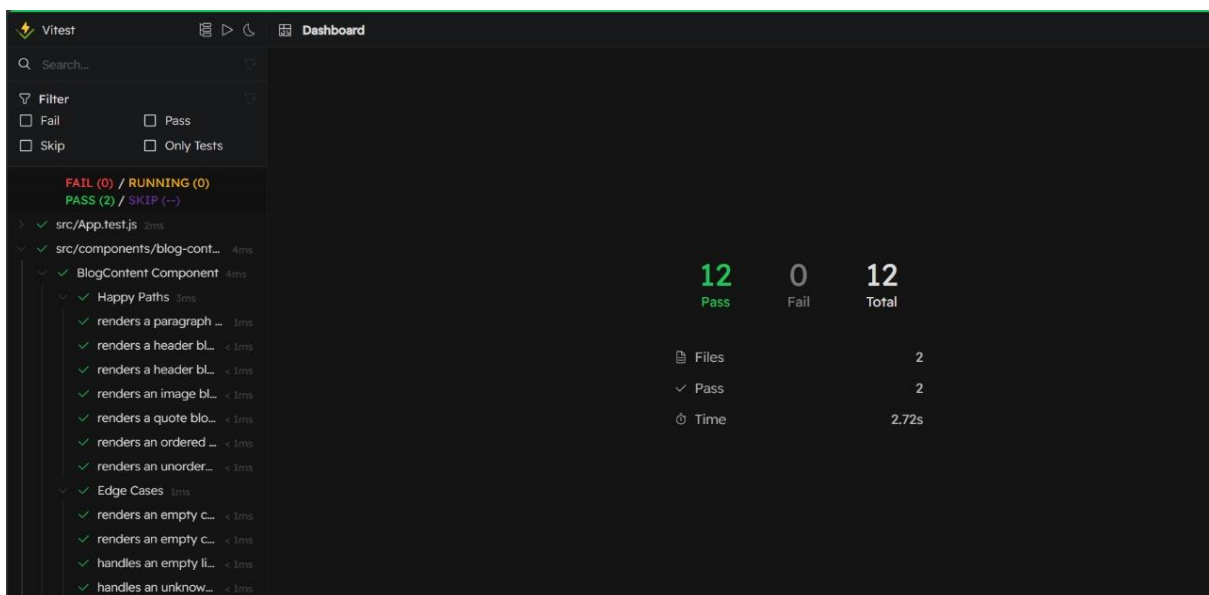 Vitest
Dashboard
Search...
Filter
Fail Pass
Skip Only Tests
FAIL (0) / RUNNING (0)
PASS (2) / SKIP (--)
src/App.test.js 2ms
src/components/blog-cont... 4ms
BlogContent Component 4ms
Happy Paths 3ms
renders a paragraph ... 1ms
renders a header bl... < 1ms
renders a header bl... < 1ms
renders an image bl... < 1ms
renders a quote blo... < 1ms
renders an ordered ... < 1ms
renders an unorder... < 1ms
Edge Cases 1ms
renders an empty c... < 1ms
renders an empty c... < 1ms
handles an empty li... < 1ms
handles an unknow... < 1ms
12 0 12
Pass Fail Total
Files 2
Pass 2
Time 2.72s